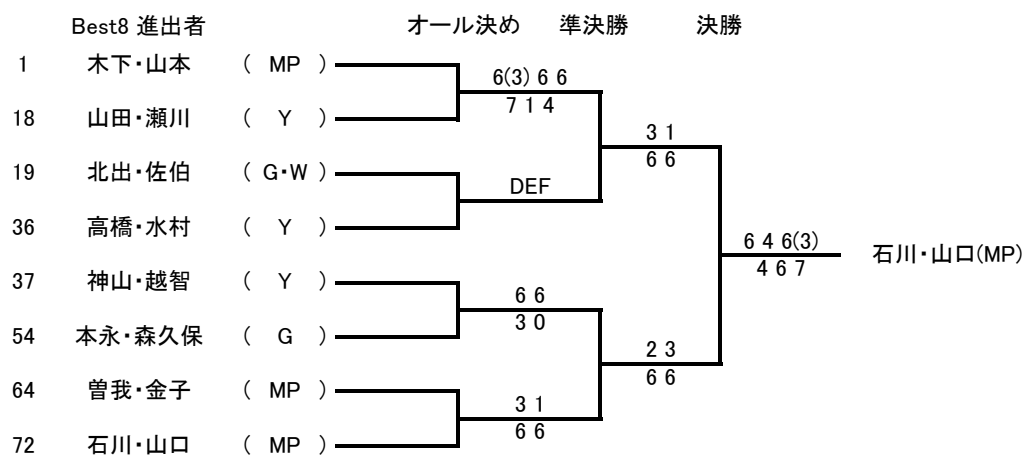 Best8 進出者 オール決め 準決勝 決勝
1 木下・山本 ( MP )
6(3) 6 6
7 1 4
18 山田・瀬川 ( Y )
3 1
6 6
19 北出・佐伯 ( G・W )
DEF
36 高橋・水村 ( Y )
6 4 6(3)
4 6 7
石川・山口(MP)
37 神山・越智 ( Y )
6 6
3 0
54 本永・森久保 ( G )
2 3
6 6
64 曽我・金子 ( MP )
3 1
6 6
72 石川・山口 ( MP )